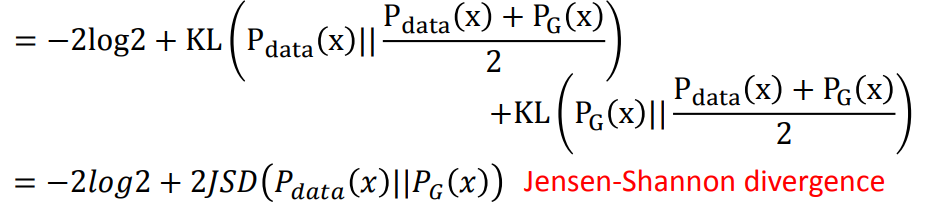 = −2log2 + KL(P_data(x)||(P_data(x) + P_G(x))/2)
+KL(P_G(x)||(P_data(x) + P_G(x))/2)
= −2log2 + 2JSD(P_data(x)||P_G(x)) Jensen-Shannon divergence